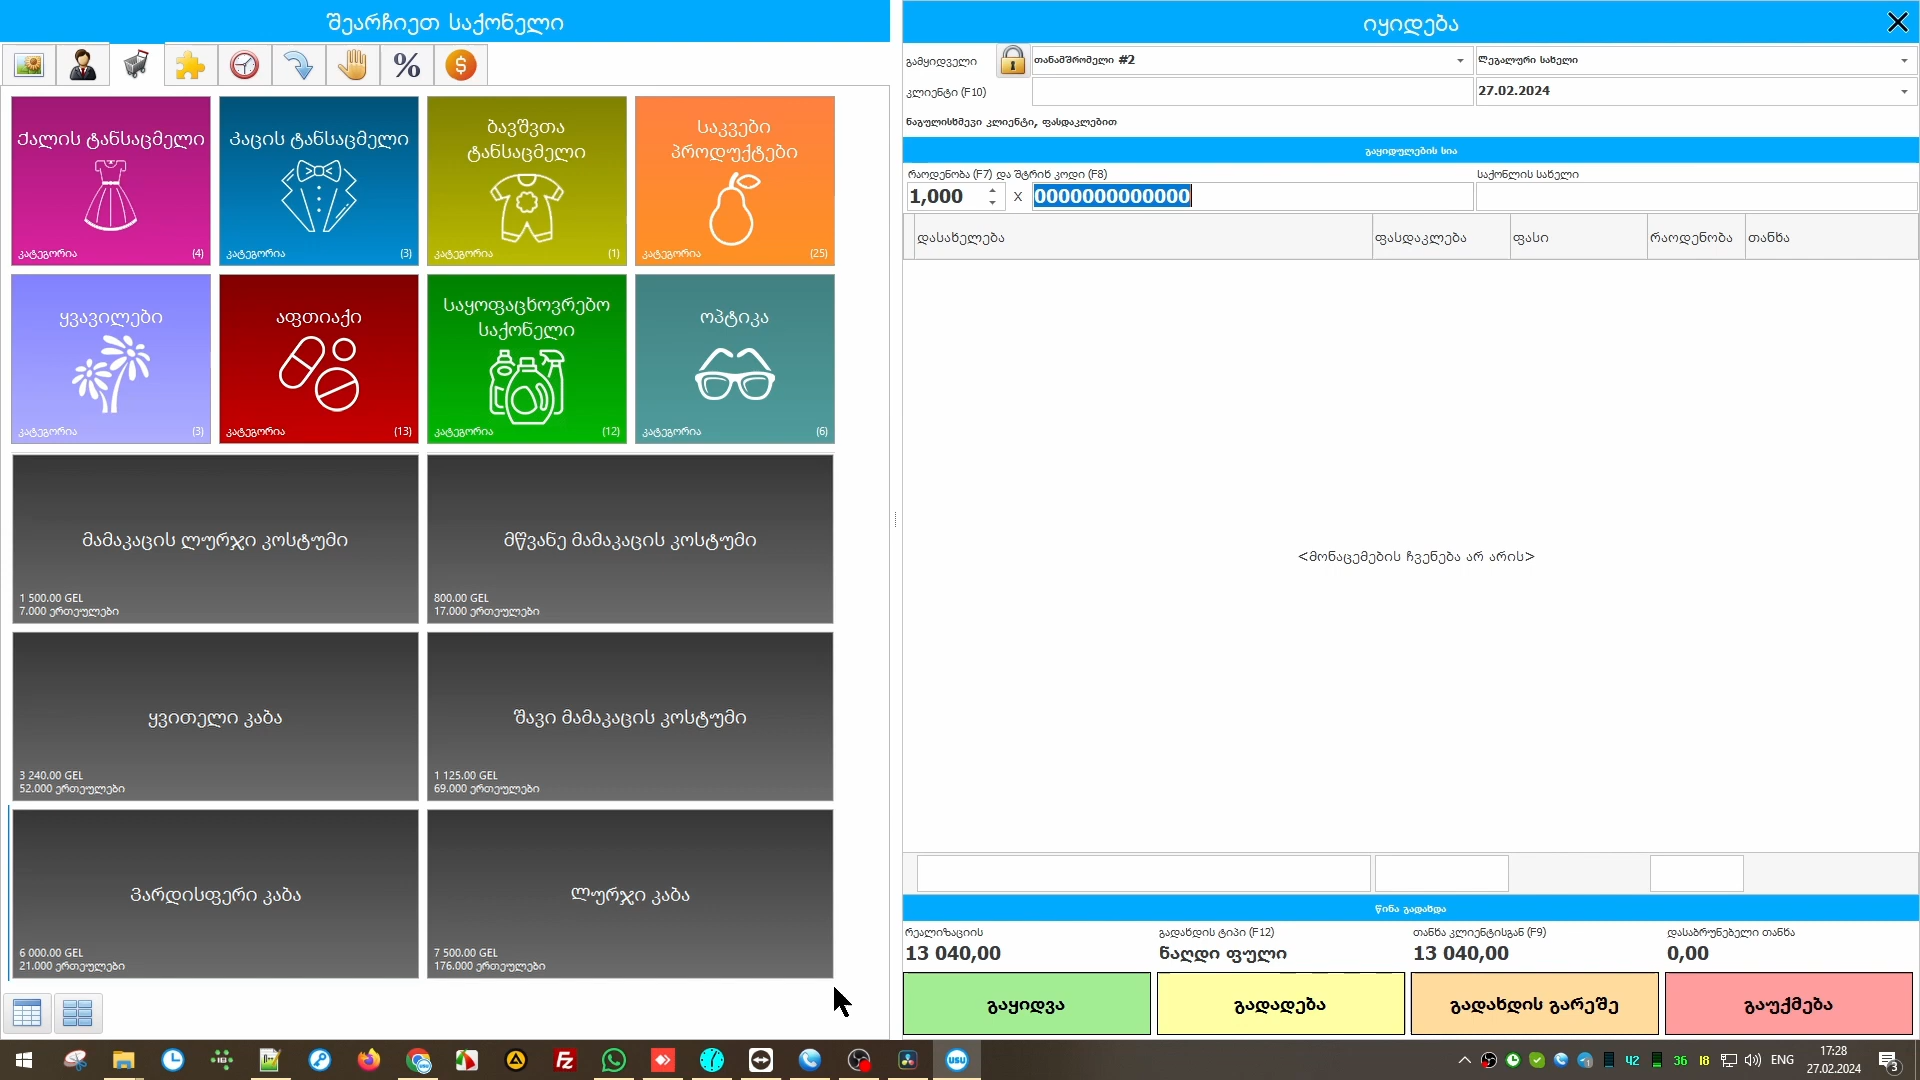 შეარჩიეთ საქონელი
%
$
ქალის ტანსაცმელი
კატეგორია (4)
კაცის ტანსაცმელი
კატეგორია (3)
ბავშვთა
ტანსაცმელი
კატეგორია (1)
საკვები
პროდუქტები
კატეგორია (25)
ყვავილები
კატეგორია (3)
აფთიაქი
კატეგორია (13)
საყოფაცხოვრებო
საქონელი
კატეგორია (12)
ოპტიკა
კატეგორია (6)
მამაკაცის ლურჯი კოსტუმი
1 500.00 GEL
7.000 ერთეულები
მწვანე მამაკაცის კოსტუმი
800.00 GEL
17.000 ერთეულები
ყვითელი კაბა
3 240.00 GEL
52.000 ერთეულები
შავი მამაკაცის კოსტუმი
1 125.00 GEL
69.000 ერთეულები
ვარდისფერი კაბა
6 000.00 GEL
21.000 ერთეულები
ლურჯი კაბა
7 500.00 GEL
176.000 ერთეულები
იყიდება
გამყიდველი
თანამშრომელი #2
ლეგალური სახელი
კლიენტი (F10)
27.02.2024
ნაგულისხმევი კლიენტი, ფასდაკლებით
გაყიდულების სია
რაოდენობა (F7) და შტრიხ კოდი (F8)
საქონლის სახელი
1,000 X 0000000000000
დასახელება ფასდაკლება ფასი რაოდენობა თანხა
<მონაცემების ჩვენება არ არის>
წინა გადახდა
რეალიზაციის
13 040,00
გადახდის ტიპი (F12)
ნაღდი ფული
თანხა კლიენტისგან (F9)
13 040,00
დასაბრუნებელი თანხა
0,00
გაყიდვა
გადადება
გადახდის გარეშე
გაუქმება
USU
42
36
18
ENG
17:28
27.02.2024
3